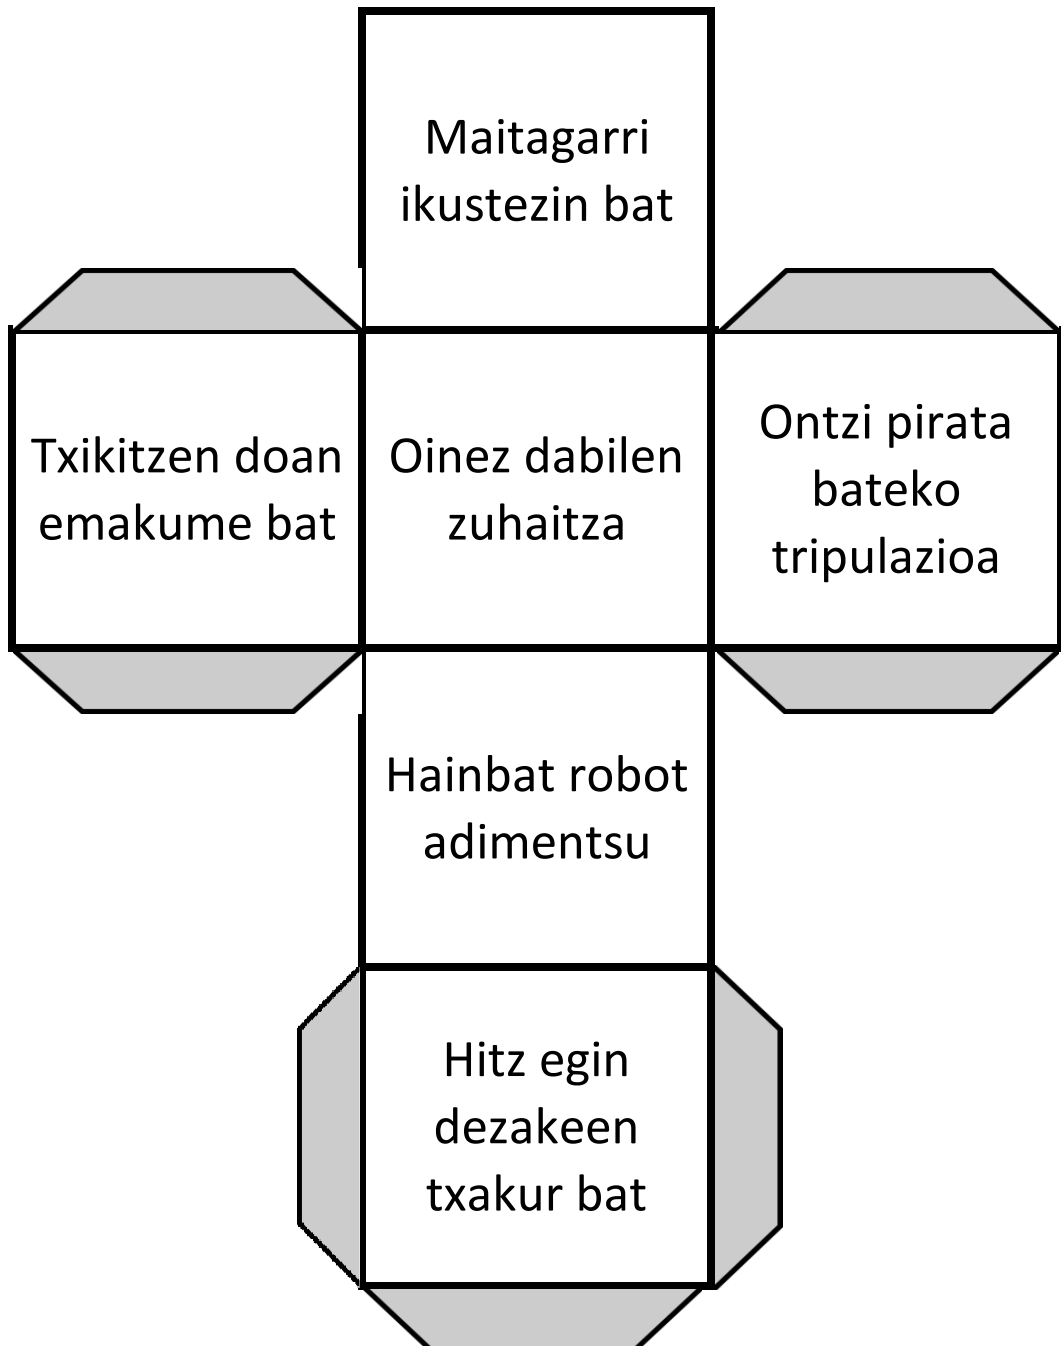 Maitagarri
ikustezin bat
Txikitzen doan
emakume bat
Oinez dabilen
zuhaitza
Ontzi pirata
bateko
tripulazioa
Hainbat robot
adimentsu
Hitz egin
dezakeen
txakur bat